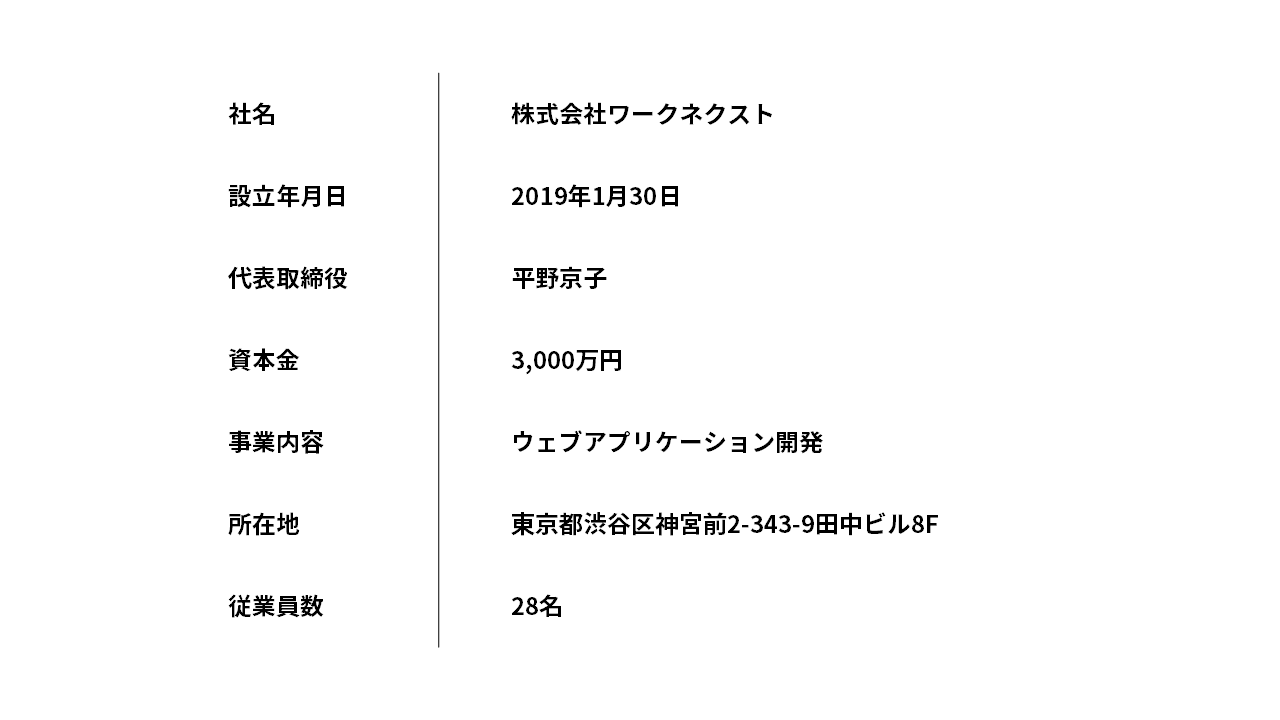 社名 株式会社ワークネクスト
設立年月日 2019年1月30日
代表取締役 平野京子
資本金 3,000万円
事業内容 ウェブアプリケーション開発
所在地 東京都渋谷区神宮前2-343-9田中ビル8F
従業員数 28名